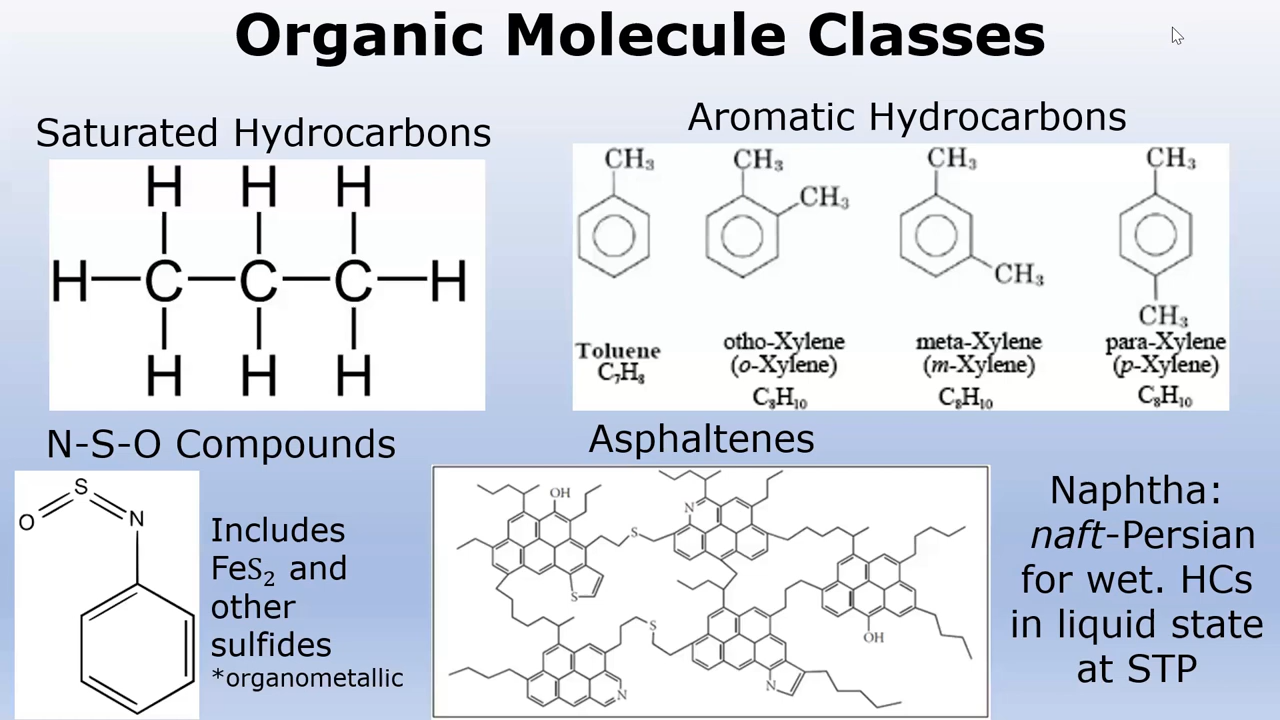 Organic Molecule Classes
Saturated Hydrocarbons
H H H
H C C C H
H H H
Aromatic Hydrocarbons
CH₃ CH₃ CH₃ CH₃
CH₃
CH₃
CH₃
Toluene
C₇H₈
otho-Xylene
(o-Xylene)
C₈H₁₀
meta-Xylene
(m-Xylene)
C₈H₁₀
para-Xylene
(p-Xylene)
C₈H₁₀
N-S-O Compounds
S
O N
Includes
FeS₂ and
other
sulfides
*organometallic
Asphaltenes
OH
N
S
S
S
OH
N
N
Naphtha:
naft-Persian
for wet. HCs
in liquid state
at STP